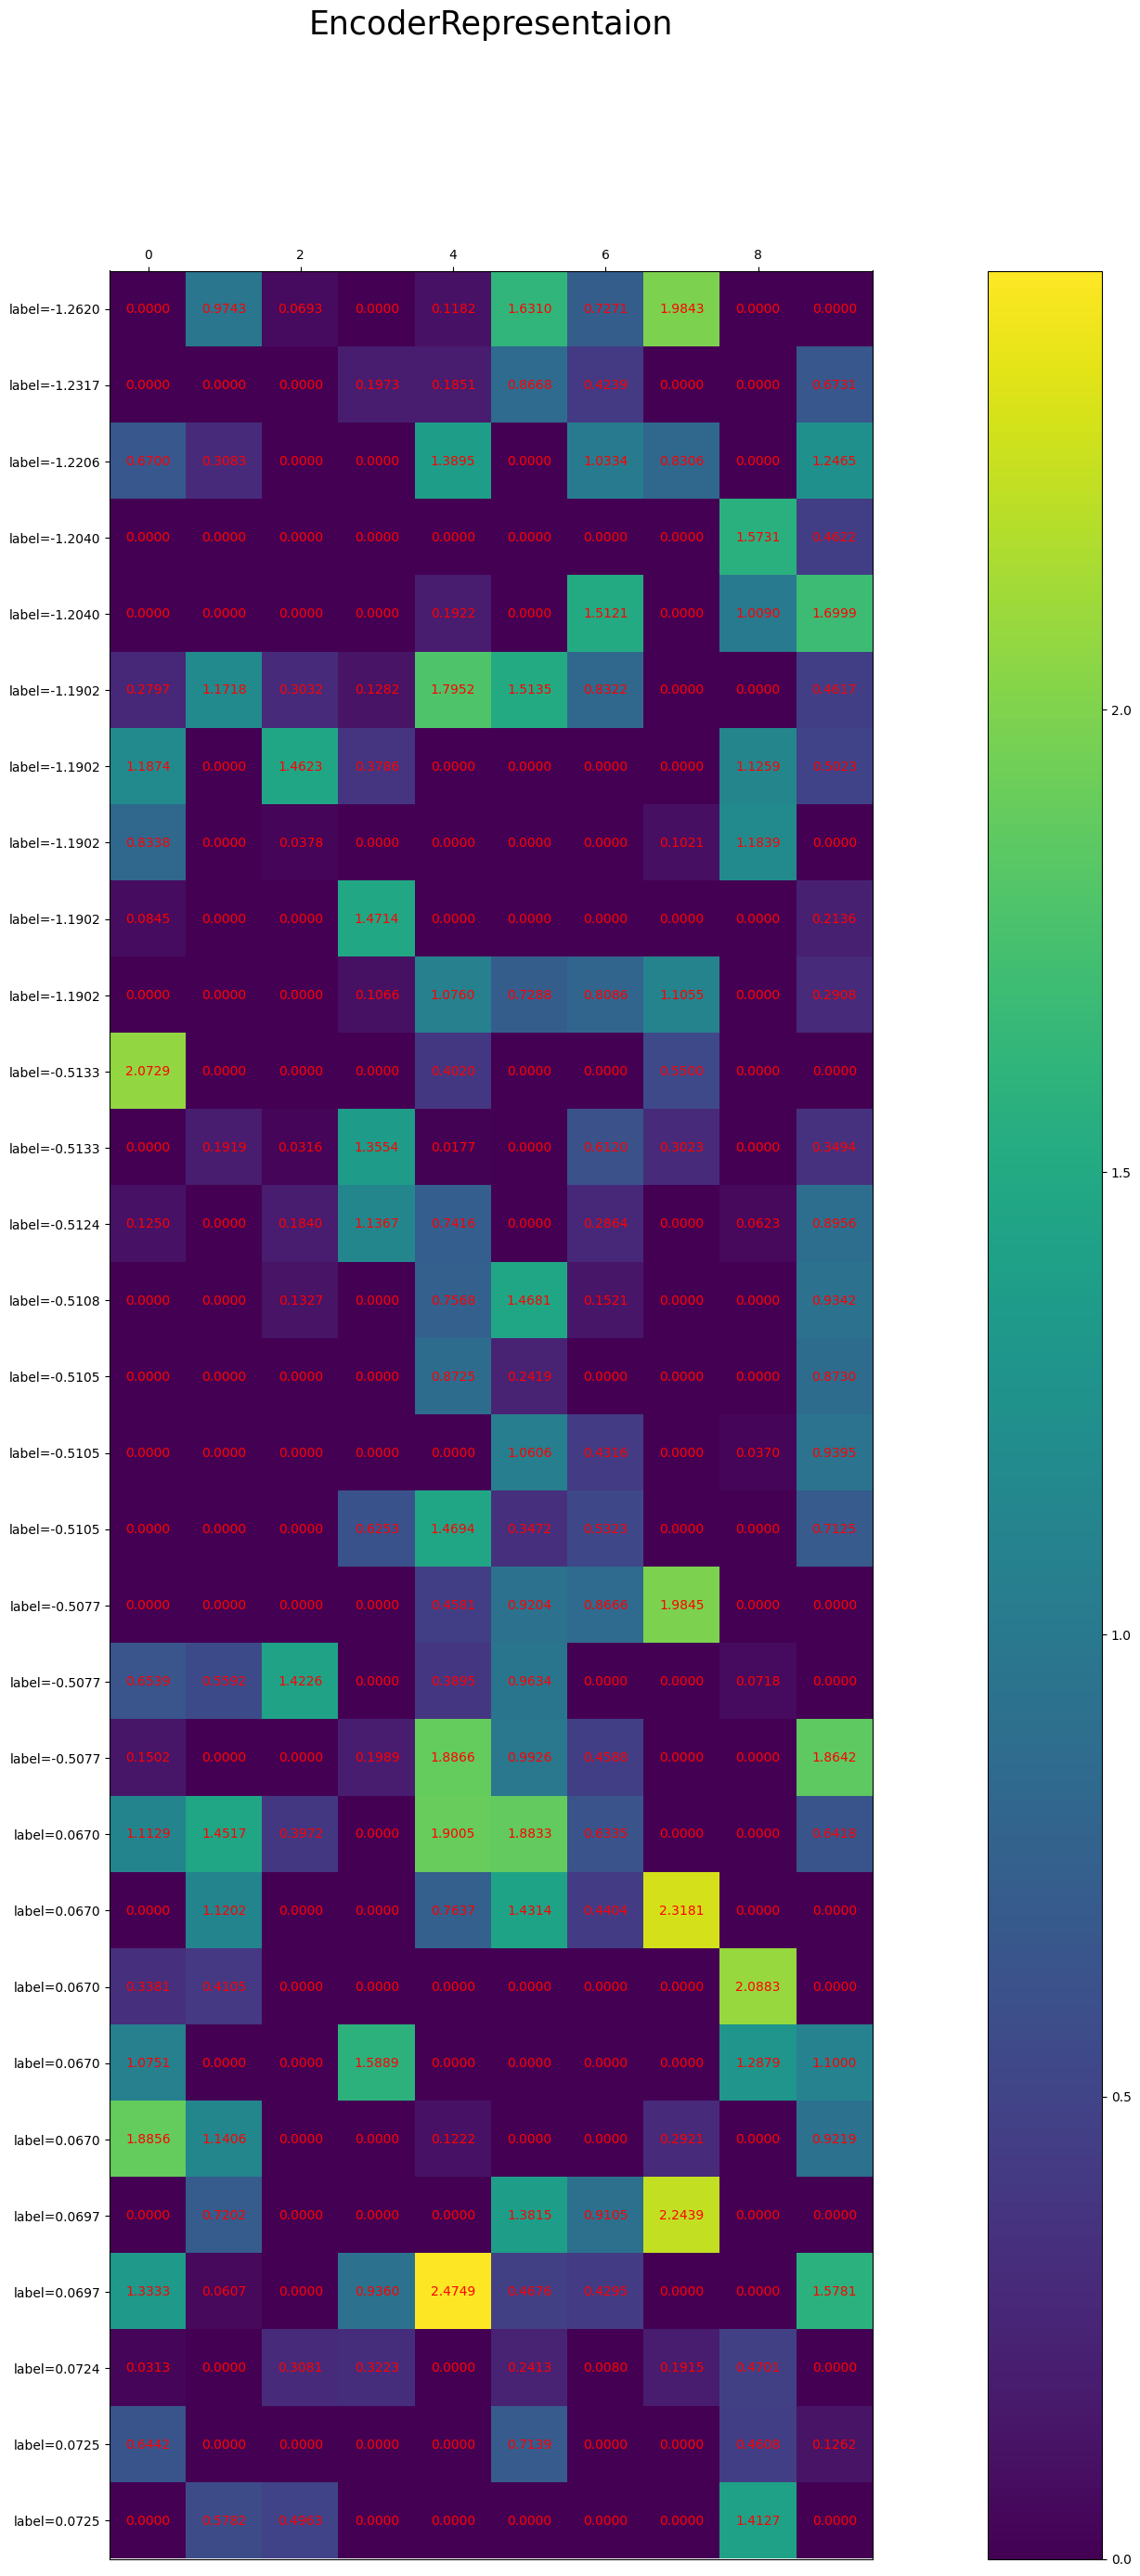 EncoderRepresentaion
0 2 4 6 8
label=-1.2620 0.0000 0.9743 0.0693 0.0000 0.1182 1.6310 0.7271 1.9843 0.0000 0.0000
label=-1.2317 0.0000 0.0000 0.0000 0.1973 0.1851 0.8668 0.4239 0.0000 0.0000 0.6731
label=-1.2206 0.6700 0.3083 0.0000 0.0000 1.3895 0.0000 1.0334 0.8306 0.0000 1.2465
label=-1.2040 0.0000 0.0000 0.0000 0.0000 0.0000 0.0000 0.0000 0.0000 1.5731
label=-1.2040 0.0000 0.0000 0.0000 0.0000 0.1922 0.0000 1.5121 0.0000 1.0090 1.6999
label=-1.1902 0.2797 1.1718 0.3032 0.1282 1.7952 1.5135 0.8322 0.0000 0.0000 0.4617
2.0
label=-1.1902 1.1874 0.0000 1.4623 0.3786 0.0000 0.0000 0.0000 0.0000 1.1259
label=-1.1902 0.8338 0.0000 0.0378 0.0000 0.0000 0.0000 0.0000 0.1021 1.1839 0.0000
label=-1.1902 0.0845 0.0000 0.0000 1.4714 0.0000 0.0000 0.0000 0.0000 0.0000 0.2136
label=-1.1902 0.0000 0.0000 0.0000 0.1066 1.0760 0.7288 0.8086 1.1055 0.0000 0.2908
label=-0.5133 2.0729 0.0000 0.0000 0.0000 0.4020 0.0000 0.0000 0.0000 0.0000
label=-0.5133 0.0000 0.1919 0.0316 1.3554 0.0177 0.0000 0.3023 0.0000 0.3494
1.5
label=-0.5124 0.1250 0.0000 0.1840 1.1367 0.7416 0.0000 0.2864 0.0000 0.0623 0.8956
label=-0.5108 0.0000 0.0000 0.1327 0.0000 0.7568 1.4681 0.1521 0.0000 0.0000 0.9342
label=-0.5105 0.0000 0.0000 0.0000 0.0000 0.8725 0.2419 0.0000 0.0000 0.0000 0.8730
label=-0.5105 0.0000 0.0000 0.0000 0.0000 0.0000 1.0606 0.0000 0.0370 0.9395
label=-0.5105 0.0000 0.0000 0.0000 0.6253 1.4694 0.3472 0.0000 0.0000 0.7125
label=-0.5077 0.0000 0.0000 0.0000 0.0000 0.4581 0.9204 0.8666 1.9845 0.0000 0.0000
1.0
label=-0.5077 0.6539 0.5592 1.4226 0.0000 0.3895 0.9634 0.0000 0.0000 0.0718 0.0000
label=-0.5077 0.1502 0.0000 0.0000 0.1989 1.8866 0.9926 0.4588 0.0000 0.0000 1.8642
label=0.0670 1.1129 1.4517 0.3972 0.0000 1.9005 1.8833 0.0000 0.0000 0.6418
label=0.0670 0.0000 1.1202 0.0000 0.0000 0.7637 1.4314 0.4404 2.3181 0.0000 0.0000
label=0.0670 0.3381 0.4105 0.0000 0.0000 0.0000 0.0000 0.0000 0.0000 2.0883 0.0000
label=0.0670 1.0751 0.0000 0.0000 1.5889 0.0000 0.0000 0.0000 0.0000 1.2879 1.1000
0.5
label=0.0670 1.8856 1.1406 0.0000 0.0000 0.1222 0.0000 0.0000 0.2921 0.0000 0.9219
label=0.0697 0.0000 0.7202 0.0000 0.0000 0.0000 1.3815 0.9105 2.2439 0.0000 0.0000
label=0.0697 1.3333 0.0607 0.0000 0.9360 2.4749 0.4676 0.0000 0.0000 1.5781
label=0.0724 0.0313 0.0000 0.3081 0.3223 0.0000 0.2413 0.0080 0.1915 0.4701 0.0000
label=0.0725 0.6442 0.0000 0.0000 0.0000 0.0000 0.7139 0.0000 0.0000 0.4608 0.1262
label=0.0725 0.0000 0.5782 0.4983 0.0000 0.0000 0.0000 0.0000 0.0000 1.4127 0.0000
0.0